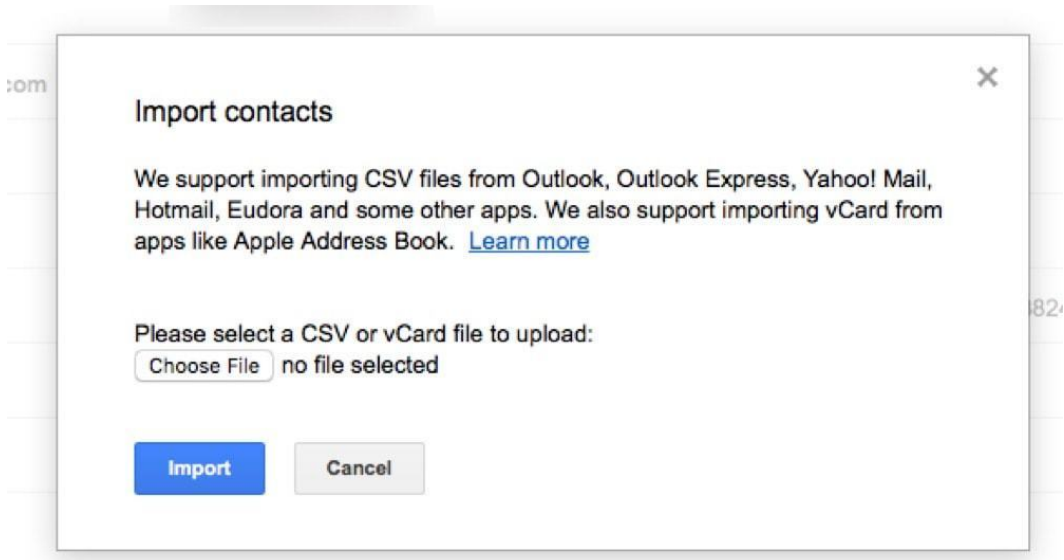 :com
Import contacts
We support importing CSV files from Outlook, Outlook Express, Yahoo! Mail,
Hotmail, Eudora and some other apps. We also support importing vCard from
apps like Apple Address Book. Learn more
382
Please select a CSV or vCard file to upload:
Choose File no file selected
Import Cancel